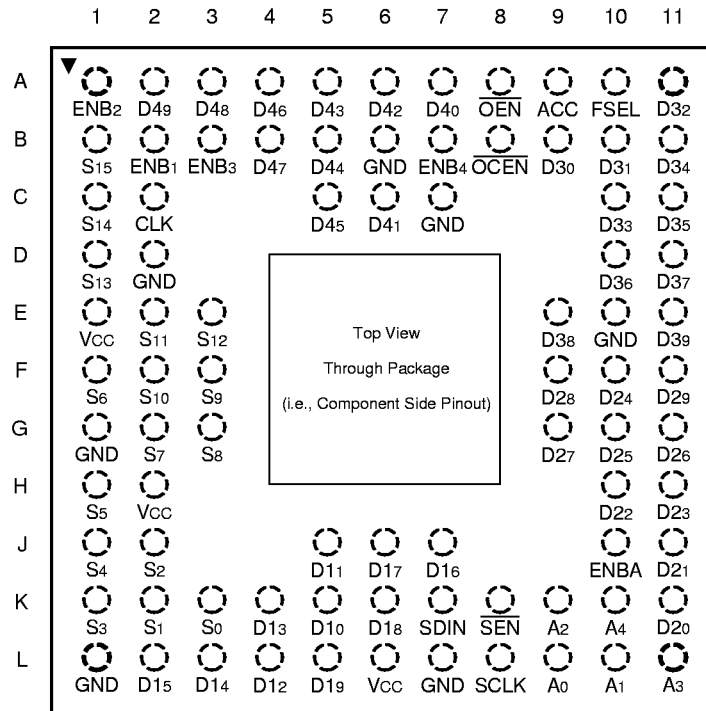 1 2 3 4 5 6 7 8 9 10 11
A
ENB2 D49 D48 D46 D43 D42 D40 OEN ACC FSEL D32
B
S15 ENB1 ENB3 D47 D44 GND ENB4 OCEN D30 D31 D34
C
S14 CLK D45 D41 GND D33 D35
D
S13 GND D36 D37
E
VCC S11 S12 D38 GND D39
Top View
Through Package
(i.e., Component Side Pinout)
F
S6 S10 S9 D28 D24 D29
G
GND S7 S8 D27 D25 D26
H
S5 VCC D22 D23
J
S4 S2 D11 D17 D16 ENBA D21
K
S3 S1 S0 D13 D10 D18 SDIN SEN A2 A4 D20
L
GND D15 D14 D12 D19 VCC GND SCLK A0 A1 A3